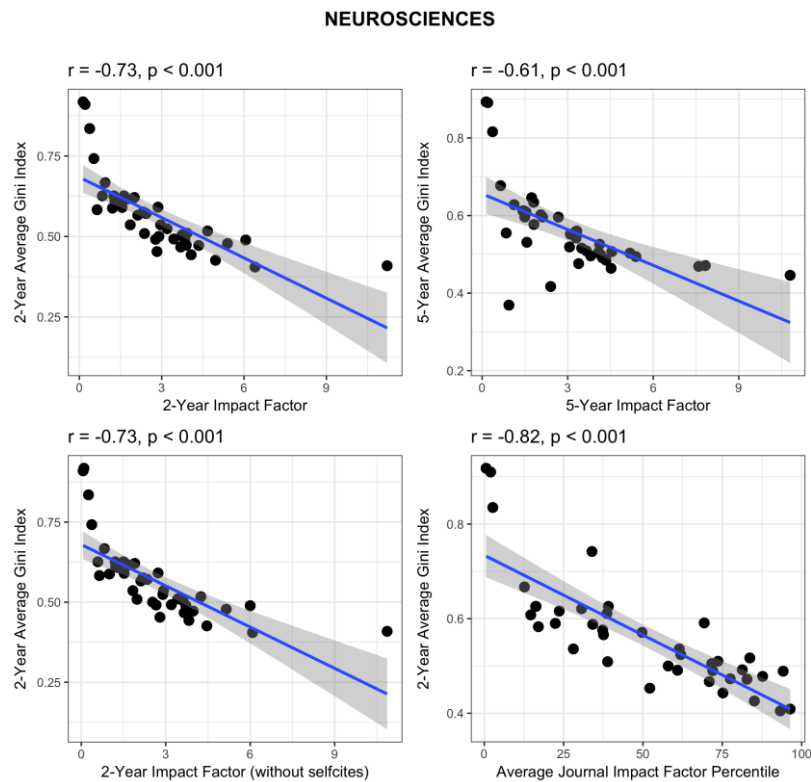 NEUROSCIENCES
r = -0.73, p < 0.001
2-Year Average Gini Index
0.75
0.50
0.25
0 3 6 9
2-Year Impact Factor
r = -0.61, p < 0.001
5-Year Average Gini Index
0.8
0.6
0.4
0.2
0 3 6 9
5-Year Impact Factor
r = -0.73, p < 0.001
2-Year Average Gini Index
0.75
0.50
0.25
0 3 6 9
2-Year Impact Factor (without selfcites)
r = -0.82, p < 0.001
2-Year Average Gini Index
0.8
0.6
0.4
0 25 50 75 100
Average Journal Impact Factor Percentile